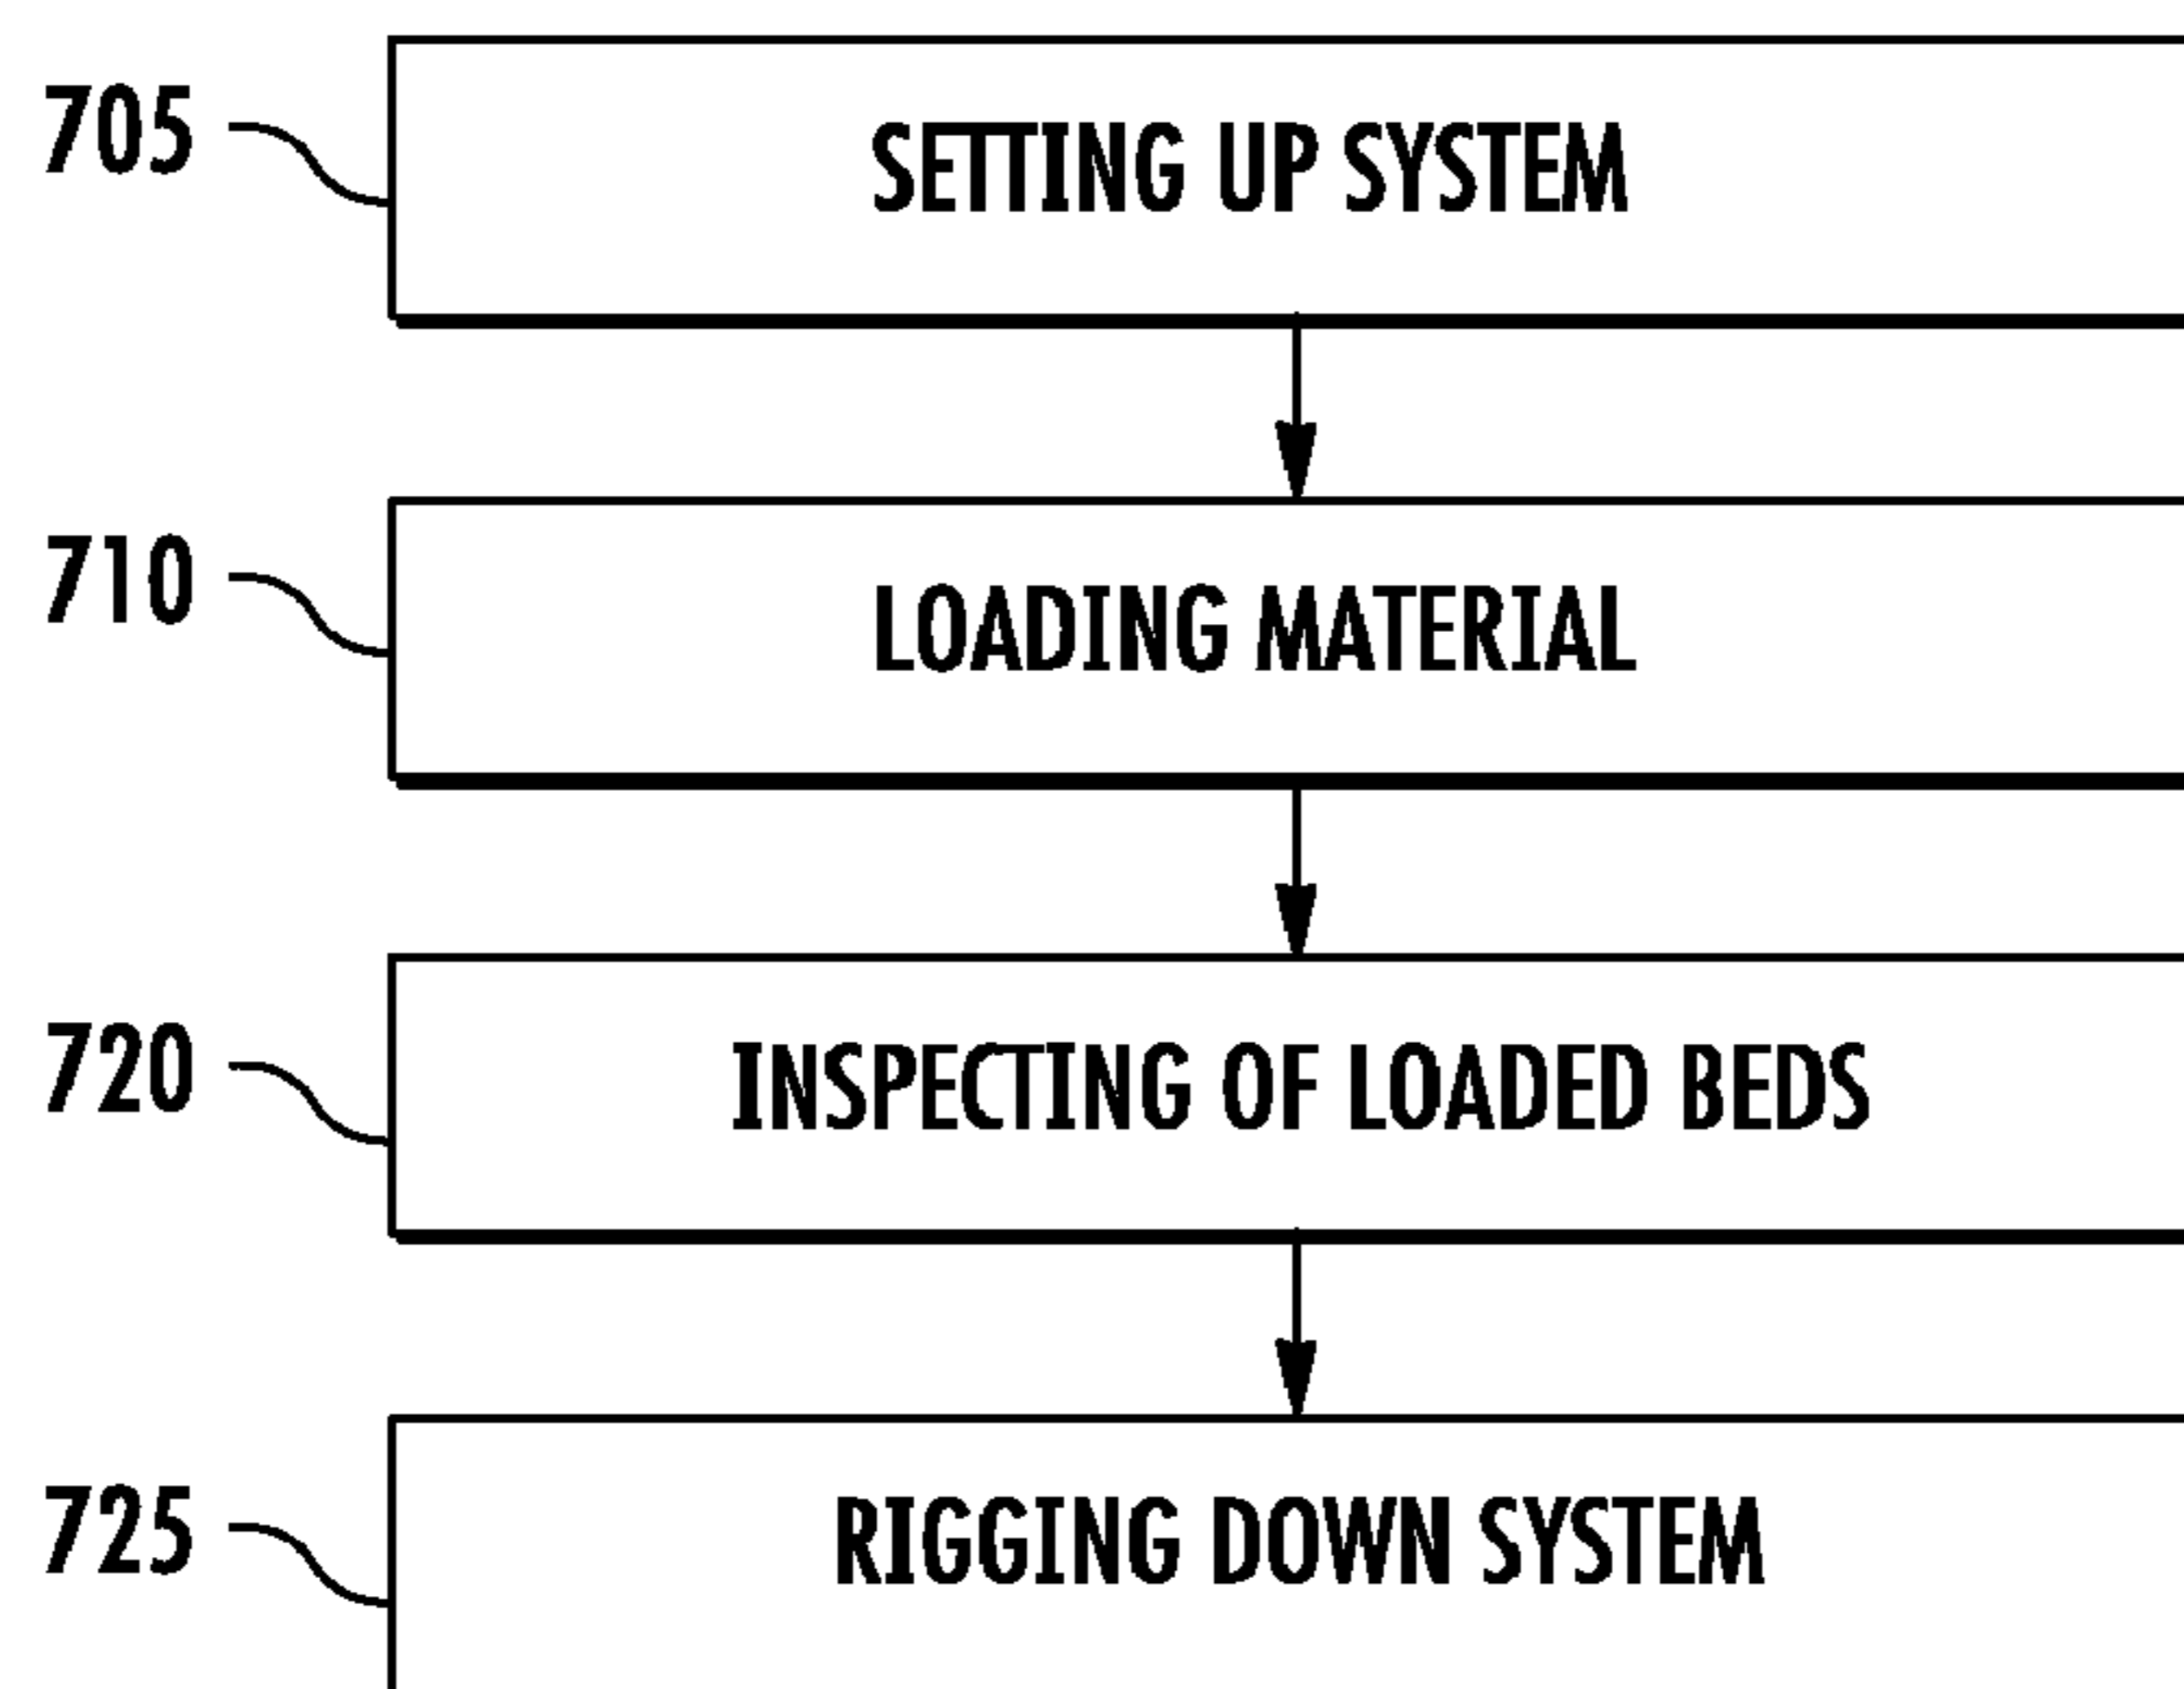 705
SETTING UP SYSTEM
710
LOADING MATERIAL
720
INSPECTING OF LOADED BEDS
725
RIGGING DOWN SYSTEM